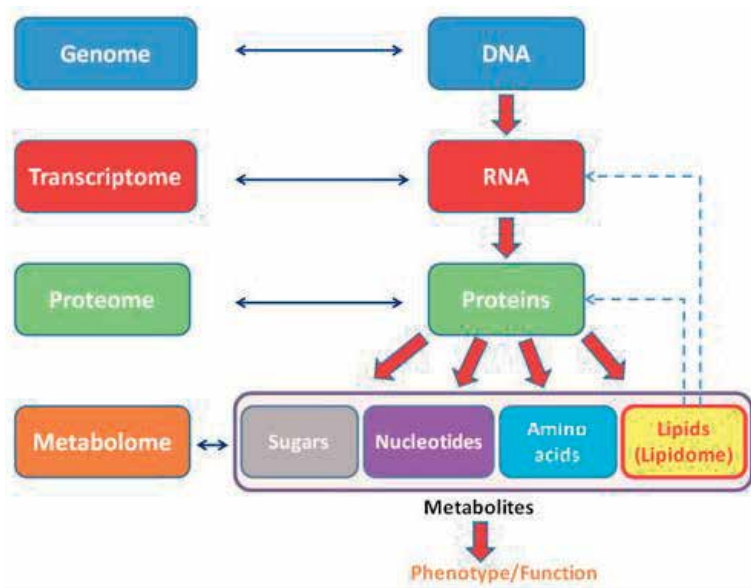 Genome
DNA
Transcriptome
RNA
Proteome
Proteins
Metabolome
Sugars
Nucleotides
Amino
acids
Lipids
(Lipidome)
Metabolites
Phenotype/Function